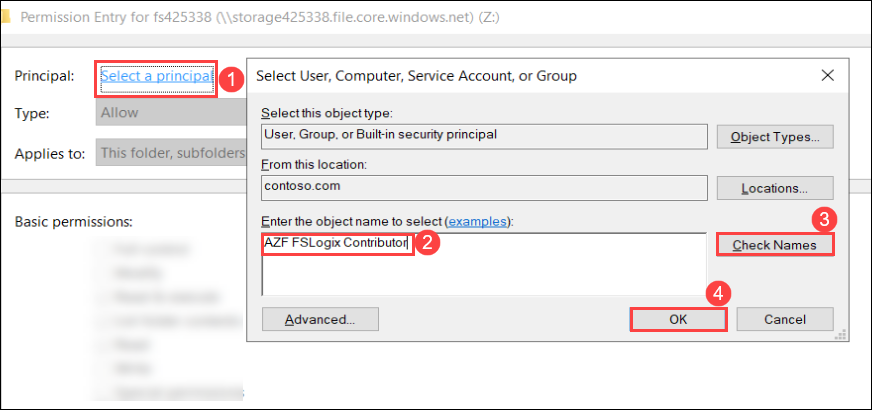 Permission Entry for fs425338 (\\storage425338.file.core.windows.net) (Z:)
Principal: Select a principal 1
Type: Allow
Applies to: This folder, subfolders
Basic permissions:
Select User, Computer, Service Account, or Group
Select this object type:
User, Group, or Built-in security principal
Object Types...
From this location:
contoso.com
Locations...
Enter the object name to select (examples):
3
AZF FSLogix Contributor 2
Check Names
4
Advanced...
OK
Cancel